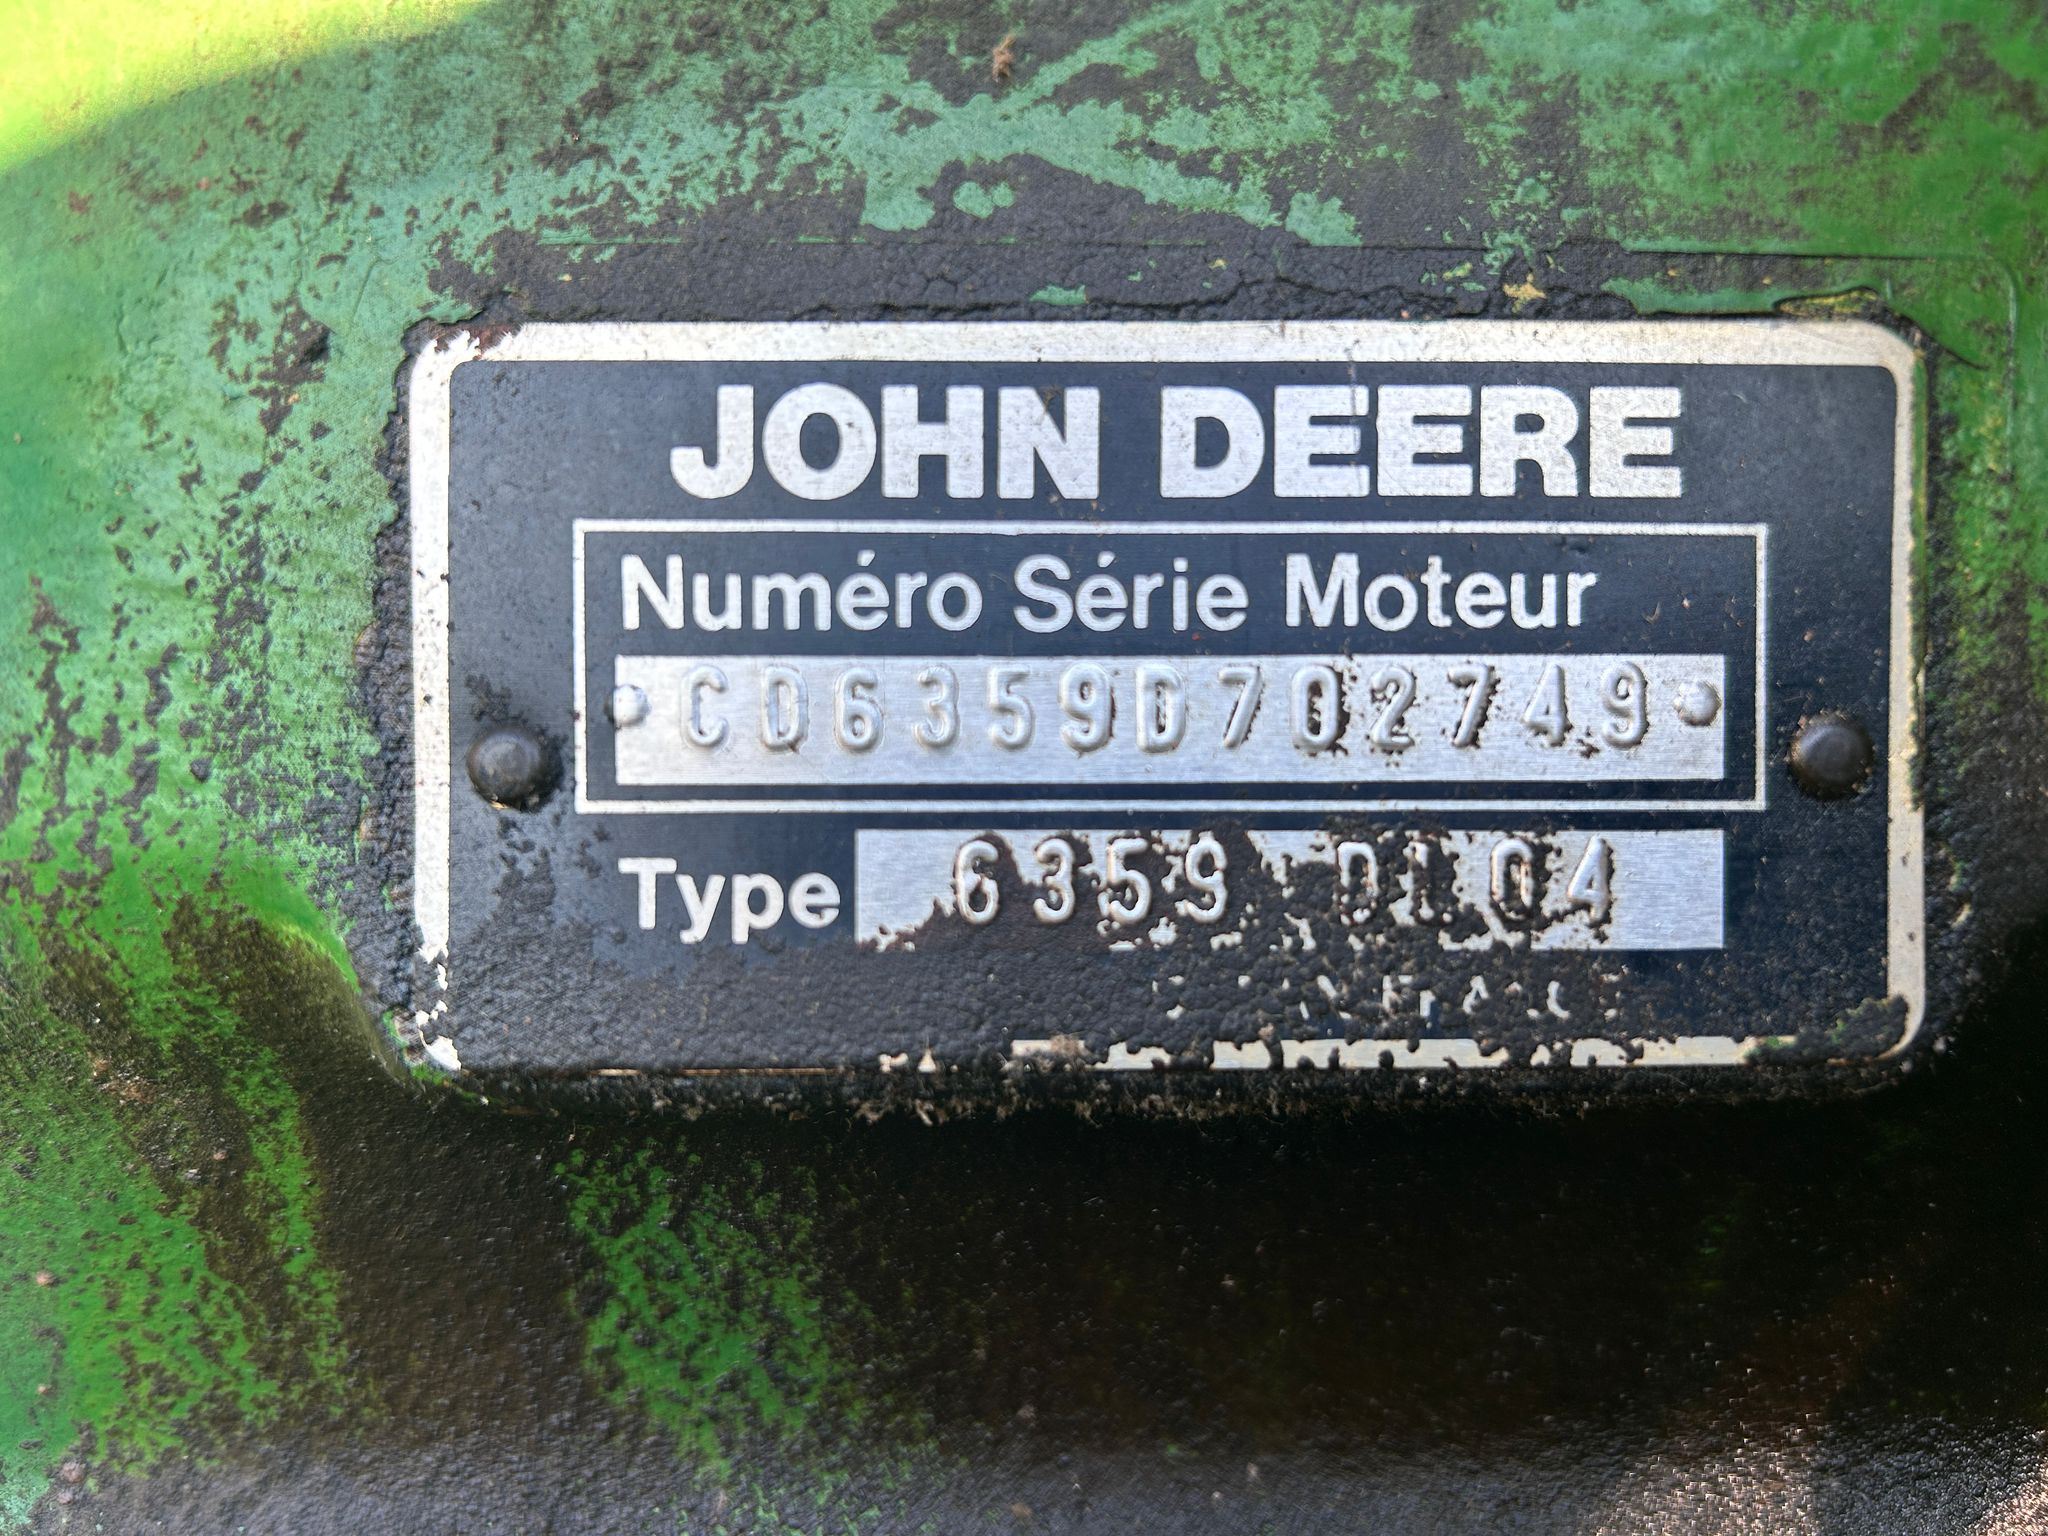 JOHN DEERE
Numéro Série Moteur
CD6359D702749
Type 6359 DL04